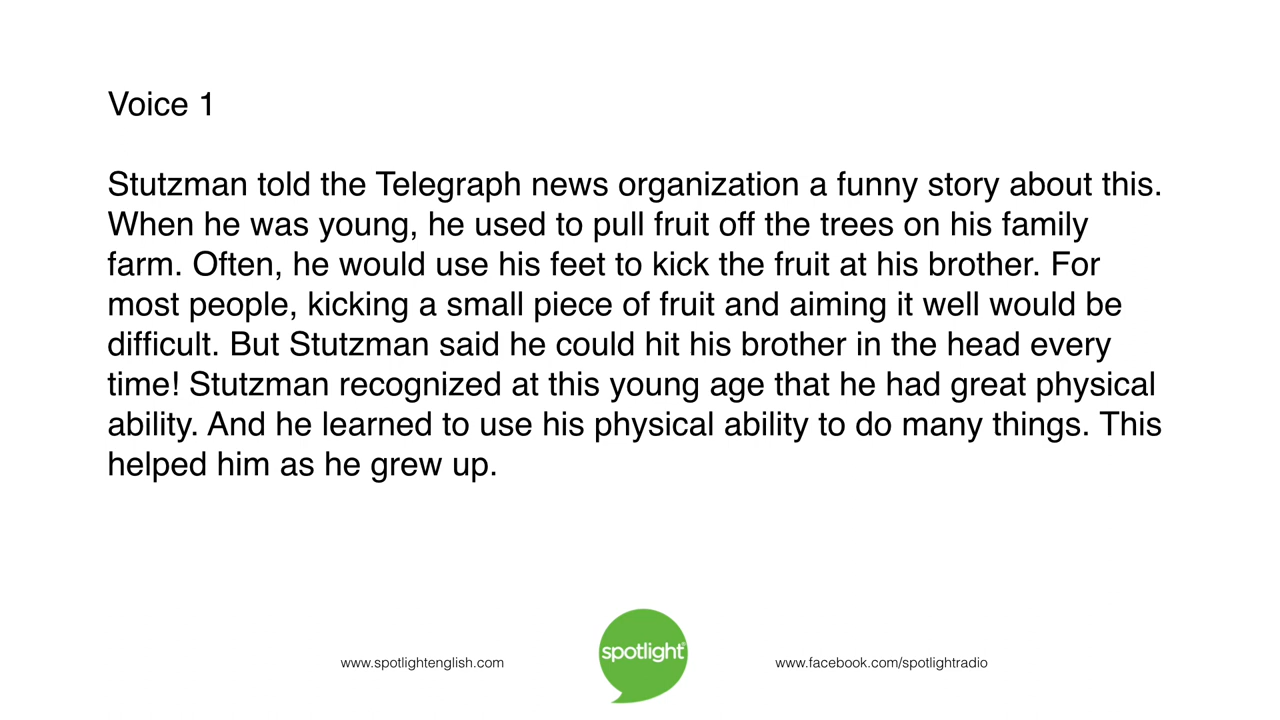 Voice 1
Stutzman told the Telegraph news organization a funny story about this.
When he was young, he used to pull fruit off the trees on his family
farm. Often, he would use his feet to kick the fruit at his brother. For
most people, kicking a small piece of fruit and aiming it well would be
difficult. But Stutzman said he could hit his brother in the head every
time! Stutzman recognized at this young age that he had great physical
ability. And he learned to use his physical ability to do many things. This
helped him as he grew up.
www.spotlightenglish.com
spotlight®
www.facebook.com/spotlightradio